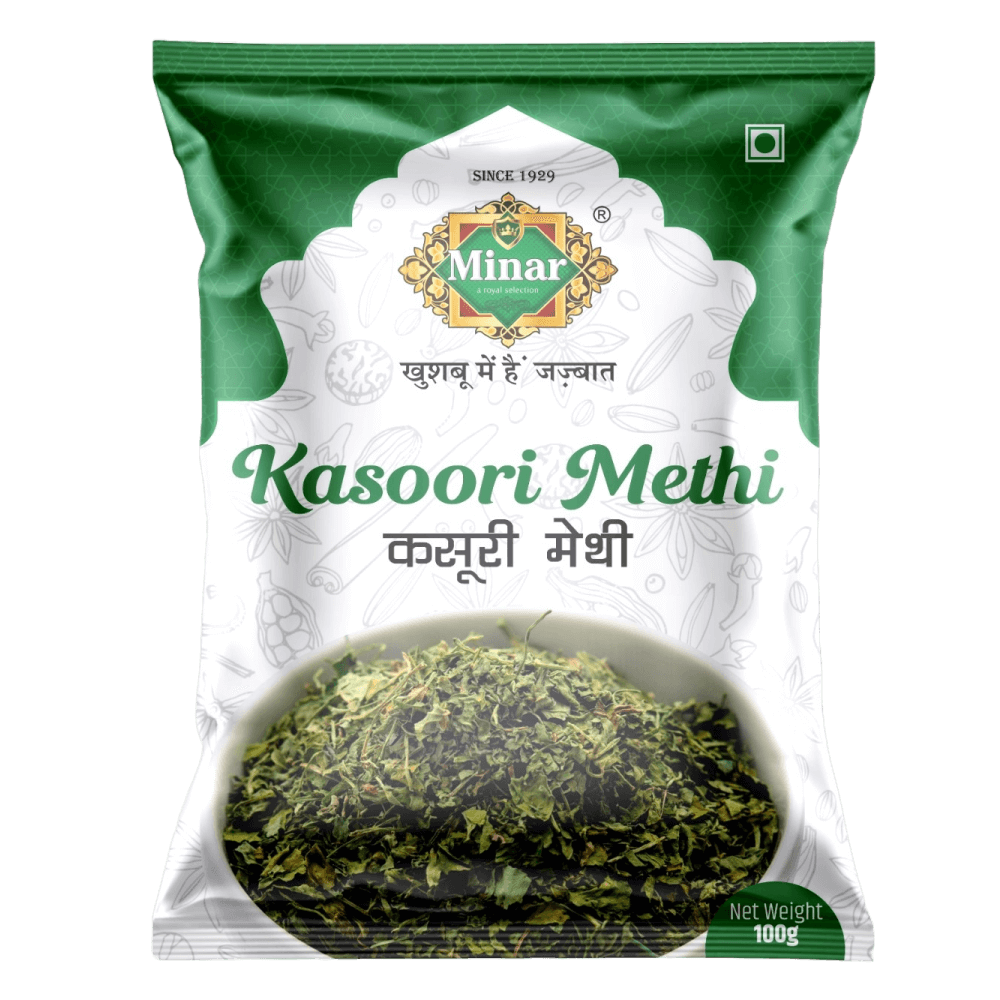 SINCE 1929
®
Minar
a royal selection
खुशबू में हैं जज़्बात
Kasoori Methi
कसूरी मेथी
Net Weight
100g